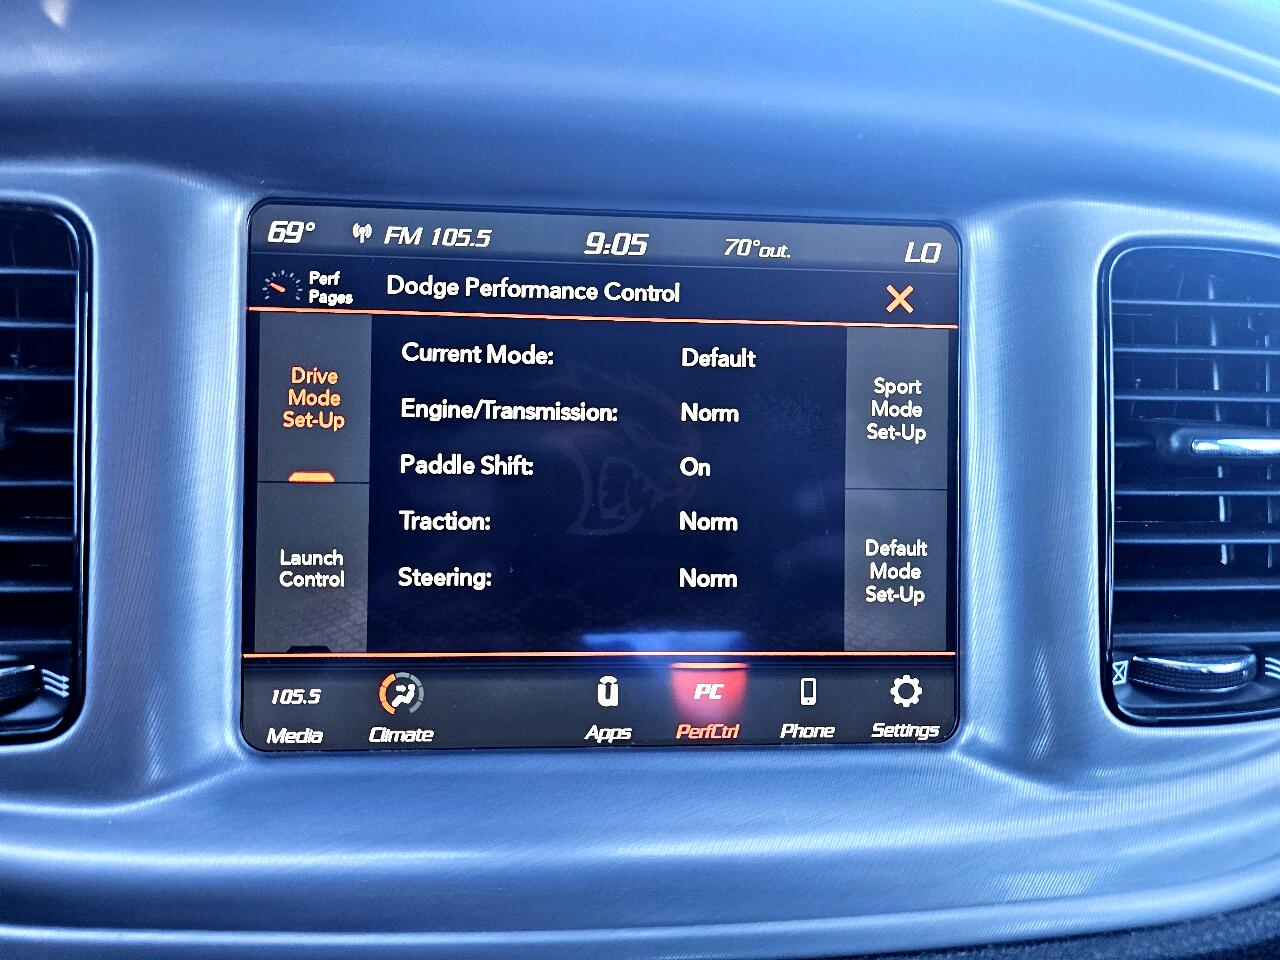 69° FM 105.5 9:05 70°out. LO
Perf
Pages
Dodge Performance Control
Drive
Mode
Set-Up
Launch
Control
Current Mode: Default
Engine/Transmission: Norm
Paddle Shift: On
Traction: Norm
Steering: Norm
Sport
Mode
Set-Up
Default
Mode
Set-Up
105.5
Media
Climate
Apps
PC
PerfCtrl
Phone
Settings